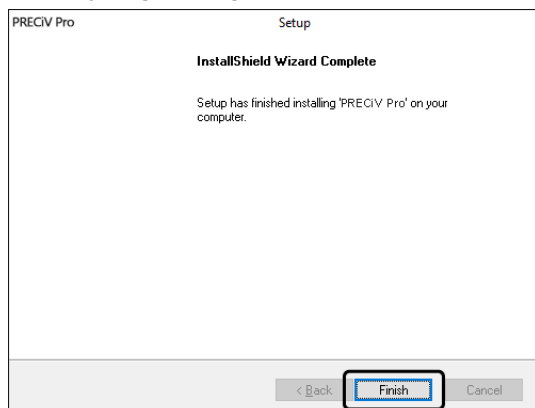 PRECiV Pro
Setup
InstallShield Wizard Complete
Setup has finished installing 'PRECiV Pro' on your
computer.
< Back
Finish
Cancel